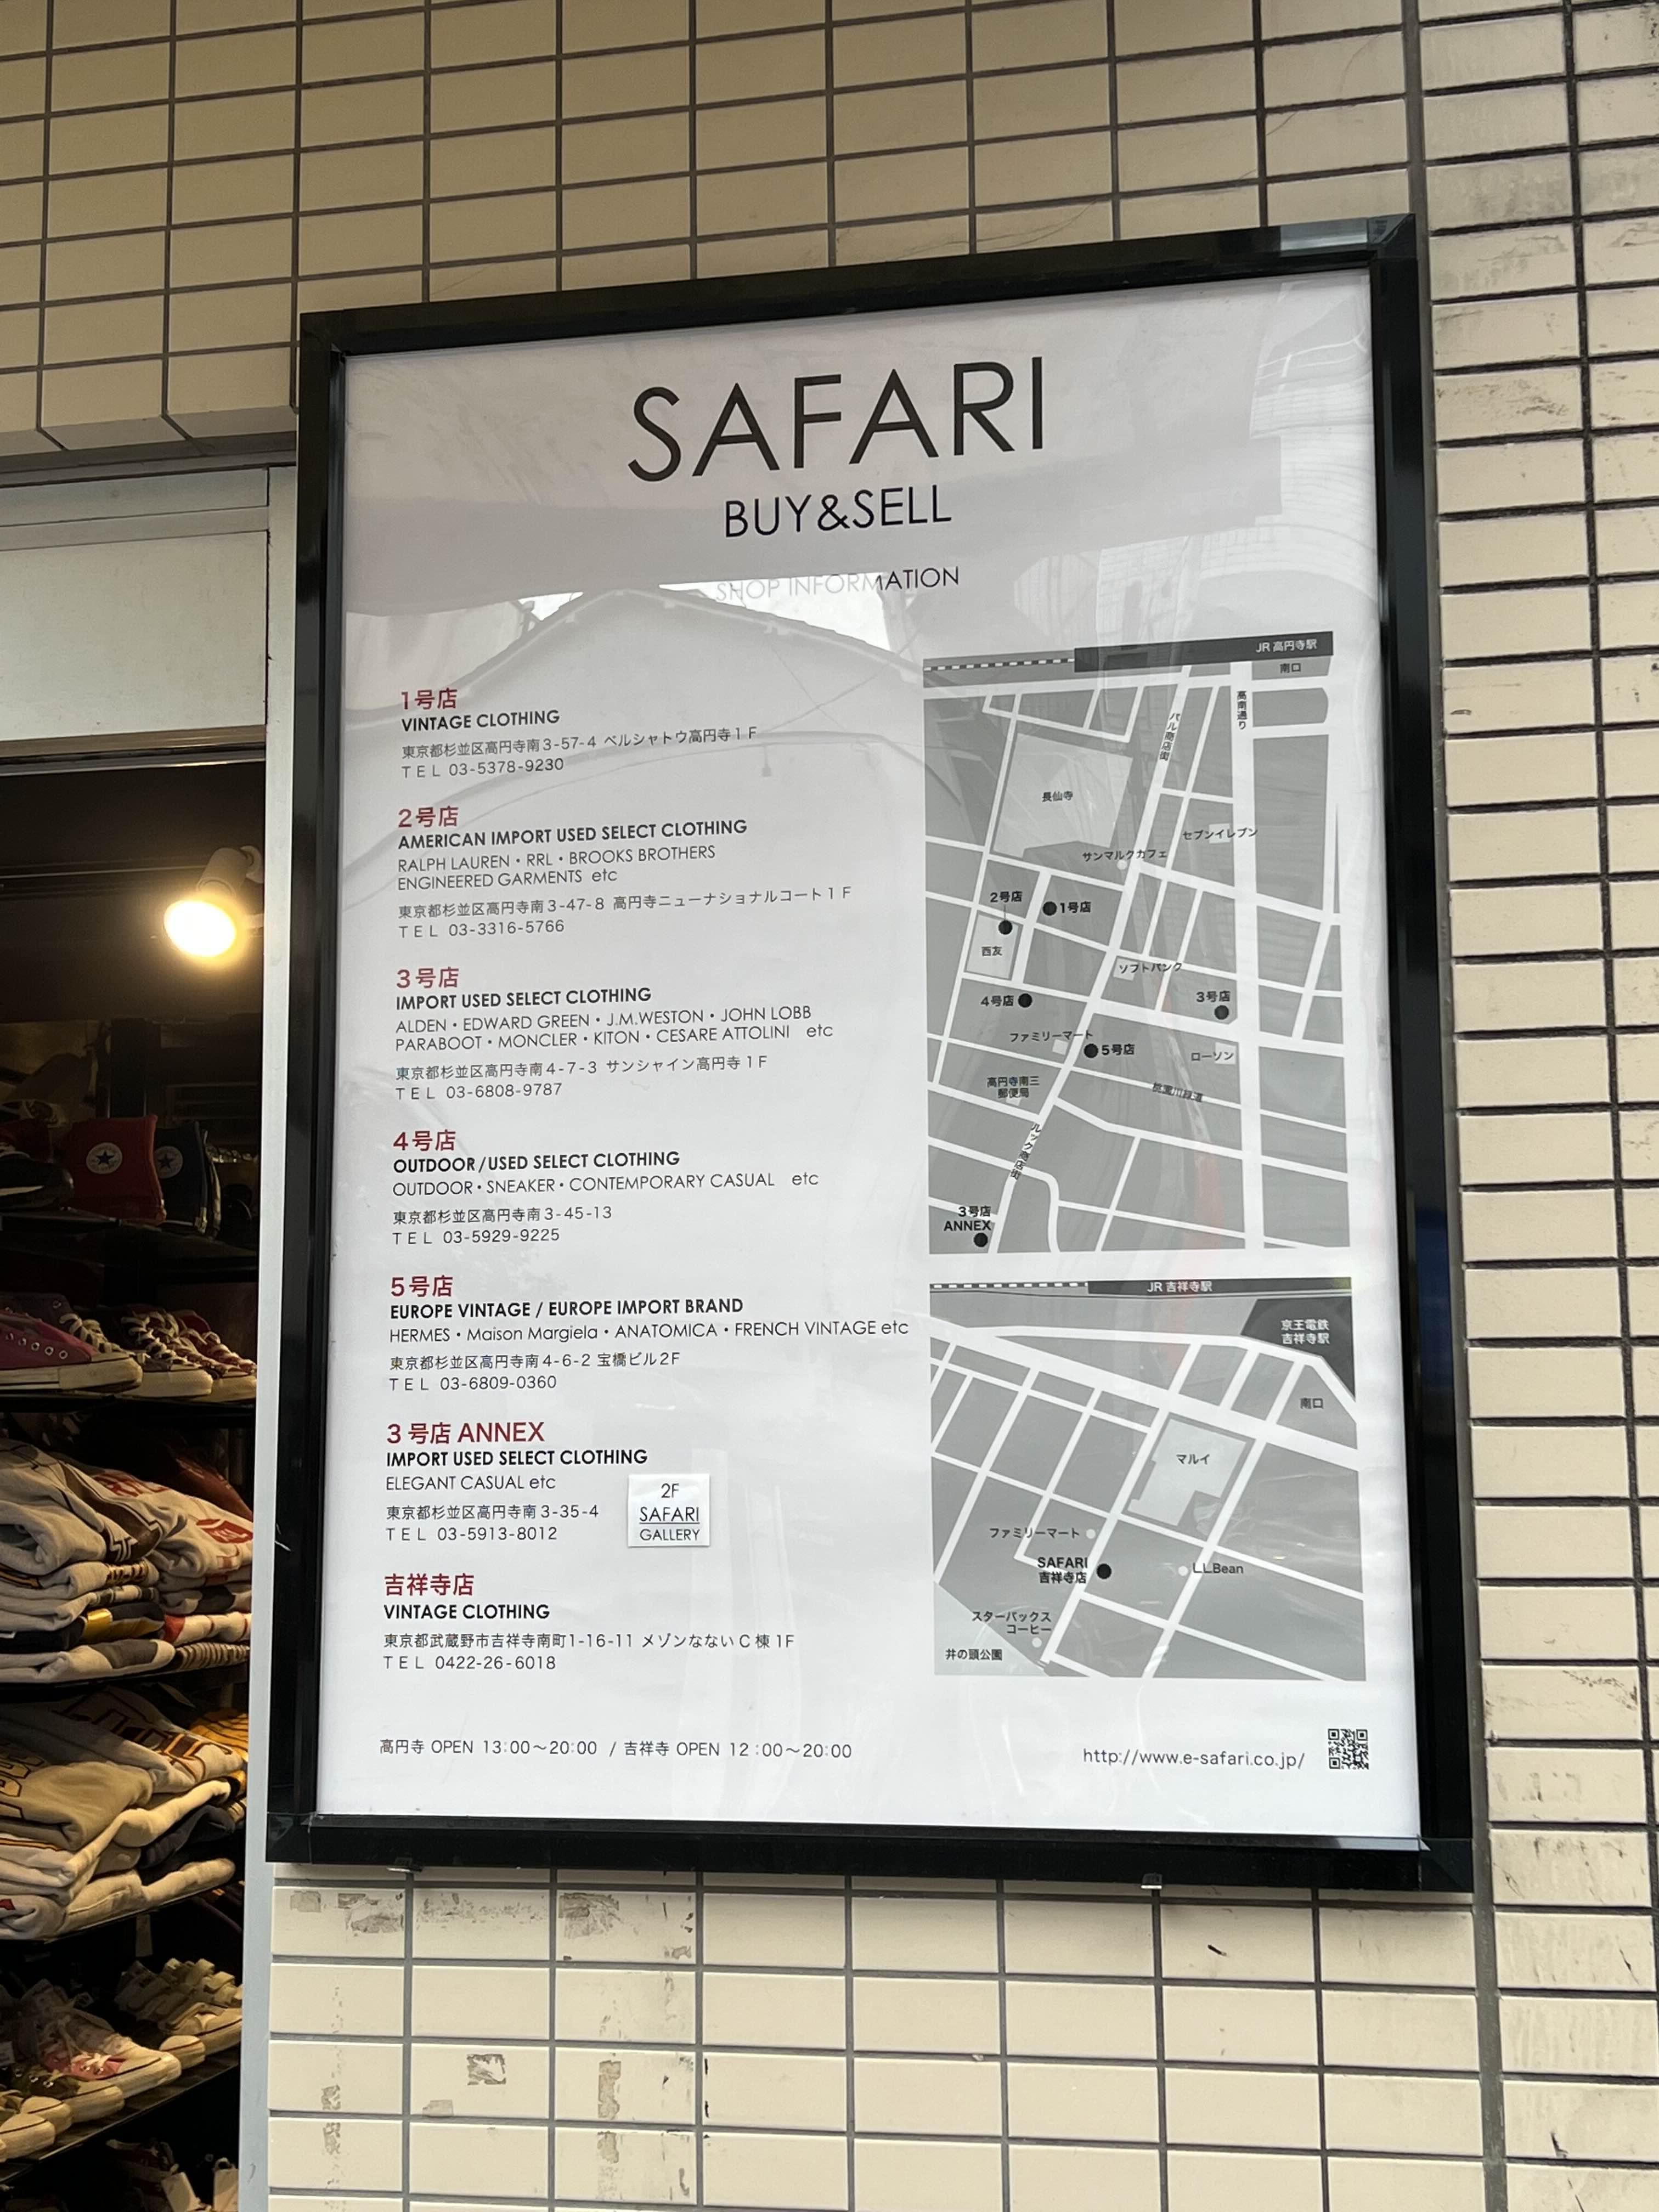 SAFARI
BUY&SELL
SHOP INFORMATION
1号店
VINTAGE CLOTHING
東京都杉並区高円寺南3-57-4 ベルシャトウ高円寺1F
TEL 03-5378-9230
2号店
AMERICAN IMPORT USED SELECT CLOTHING
RALPH LAUREN・RRL・BROOKS BROTHERS
ENGINEERED GARMENTS etc
東京都杉並区高円寺南3-47-8 高円寺ニューナショナルコート1F
TEL 03-3316-5766
3号店
IMPORT USED SELECT CLOTHING
ALDEN・EDWARD GREEN・J.M.WESTON・JOHN LOBB
PARABOOT・MONCLER・KITON・CESARE ATTOLINI etc
東京都杉並区高円寺南4-7-3 サンシャイン高円寺1F
TEL 03-6808-9787
4号店
OUTDOOR/USED SELECT CLOTHING
OUTDOOR・SNEAKER・CONTEMPORARY CASUAL etc
東京都杉並区高円寺南3-45-13
TEL 03-5929-9225
5号店
EUROPE VINTAGE / EUROPE IMPORT BRAND
HERMES・Maison Margiela・ANATOMICA・FRENCH VINTAGE etc
東京都杉並区高円寺南4-6-2 宝橋ビル2F
TEL 03-6809-0360
3号店 ANNEX
IMPORT USED SELECT CLOTHING
ELEGANT CASUAL etc
東京都杉並区高円寺南3-35-4
TEL 03-5913-8012
2F
SAFARI
GALLERY
吉祥寺店
VINTAGE CLOTHING
東京都武蔵野市吉祥寺南町1-16-11 メゾンなないC棟1F
TEL 0422-26-6018
高円寺 OPEN 13:00～20:00 / 吉祥寺 OPEN 12:00～20:00
http://www.e-safari.co.jp/
JR 高円寺駅
南口
高南通り
パル商店街
長仙寺
セブンイレブン
サンマルクカフェ
2号店
1号店
西友
ソフトバンク
4号店
3号店
ファミリーマート
5号店
ローソン
高円寺南三
郵便局
桃園川緑道
ルック商店街
3号店
ANNEX
JR 吉祥寺駅
京王電鉄
吉祥寺駅
南口
マルイ
ファミリーマート
SAFARI
吉祥寺店
L.L.Bean
スターバックス
コーヒー
井の頭公園